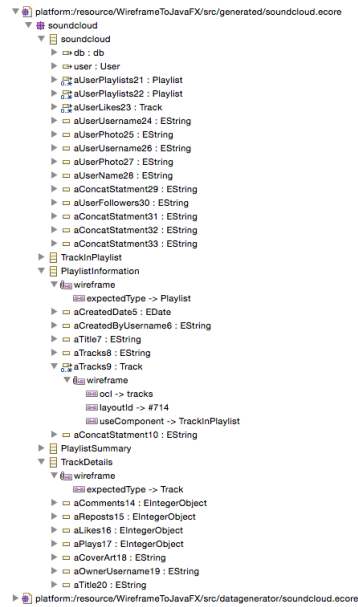 platform:/resource/WireframeToJavaFX/src/generated/soundcloud.ecore
soundcloud
soundcloud
db : db
user : User
aUserPlaylists21 : Playlist
aUserPlaylists22 : Playlist
aUserLikes23 : Track
aUserUsername24 : EString
aUserPhoto25 : EString
aUserUsername26 : EString
aUserPhoto27 : EString
aUserName28 : EString
aConcatStatment29 : EString
aUserFollowers30 : EString
aConcatStatment31 : EString
aConcatStatment32 : EString
aConcatStatment33 : EString
TrackInPlaylist
PlaylistInformation
wireframe
expectedType -> Playlist
aCreatedDate5 : EDate
aCreatedByUsername6 : EString
aTitle7 : EString
aTracks8 : EString
aTracks9 : Track
wireframe
ocl -> tracks
layoutId -> #714
useComponent -> TrackInPlaylist
aConcatStatment10 : EString
PlaylistSummary
TrackDetails
wireframe
expectedType -> Track
aComments14 : EIntegerObject
aReposts15 : EIntegerObject
aLikes16 : EIntegerObject
aPlays17 : EIntegerObject
aCoverArt18 : EString
aOwnerUsername19 : EString
aTitle20 : EString
platform:/resource/WireframeToJavaFX/src/datagenerator/soundcloud.ecore